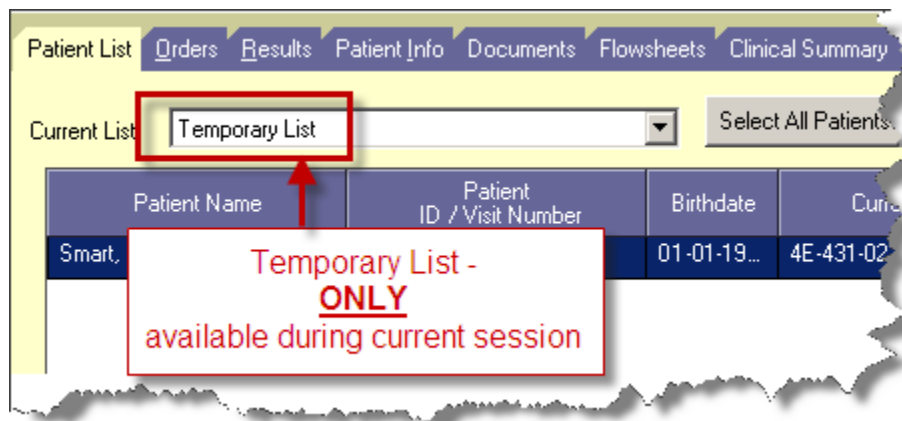 Patient List Orders Results Patient Info Documents Flowsheets Clinical Summary
Current List Temporary List Select All Patients
Patient Name Patient ID / Visit Number Birthdate
Smart, 01-01-19... 4E-431-02
Temporary List -
ONLY
available during current session